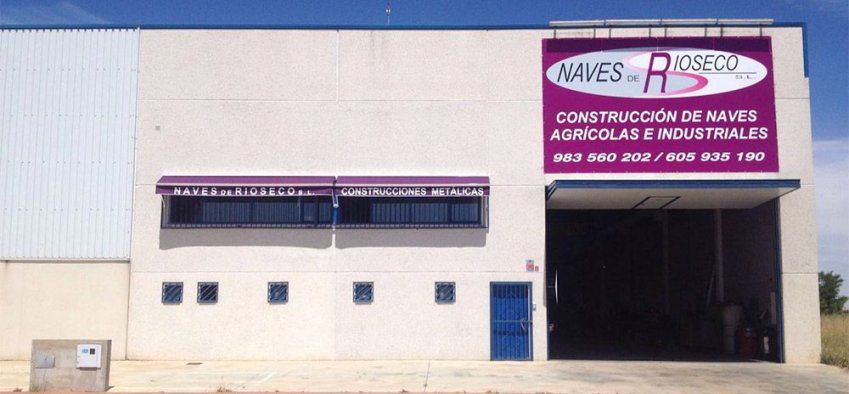 NAVES DE RIOSECO S.L.
CONSTRUCCIÓN DE NAVES
AGRÍCOLAS E INDUSTRIALES
983 560 202 / 605 935 190
NAVES DE RIOSECO S.L.
CONSTRUCCIONES METÁLICAS